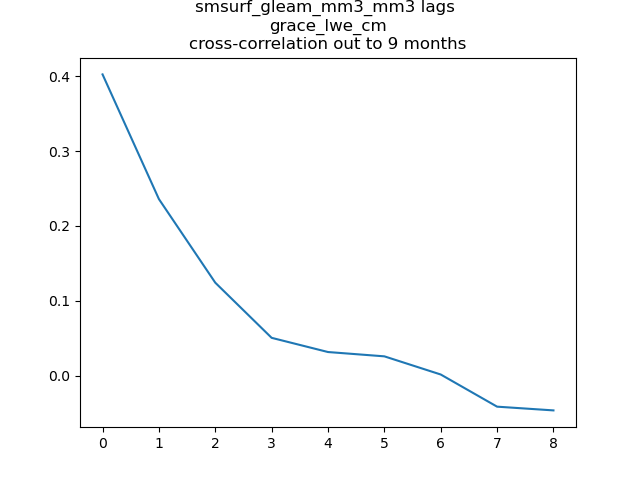 smsurf_gleam_mm3_mm3 lags
grace_lwe_cm
cross-correlation out to 9 months
0.4
0.3
0.2
0.1
0.0
0 1 2 3 4 5 6 7 8